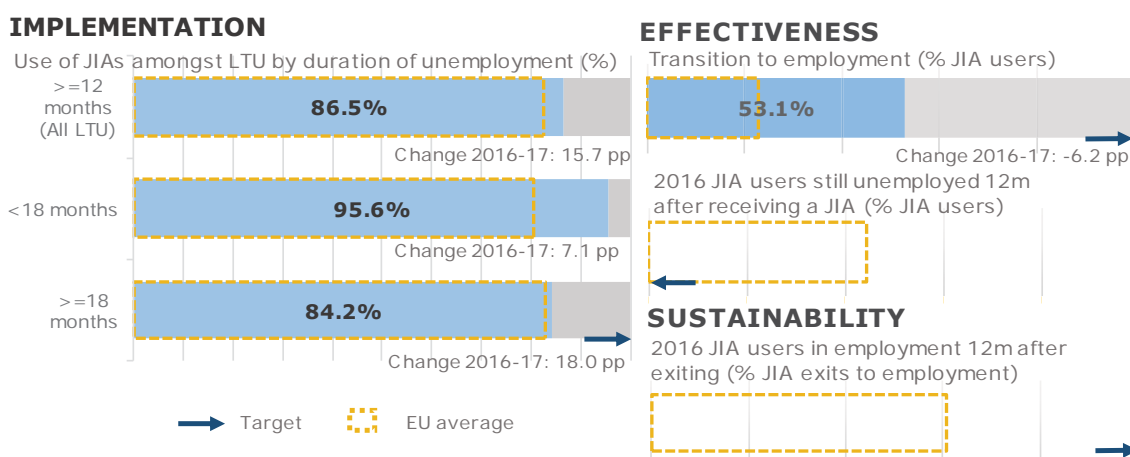 IMPLEMENTATION
Use of JIAs amongst LTU by duration of unemployment (%)
>=12
months
(All LTU)
86.5%
Change 2016-17: 15.7 pp
<18 months
95.6%
Change 2016-17: 7.1 pp
>=18
months
84.2%
Change 2016-17: 18.0 pp
Target
EU average
EFFECTIVENESS
Transition to employment (% JIA users)
53.1%
Change 2016-17: -6.2 pp
2016 JIA users still unemployed 12m
after receiving a JIA (% JIA users)
SUSTAINABILITY
2016 JIA users in employment 12m after
exiting (% JIA exits to employment)